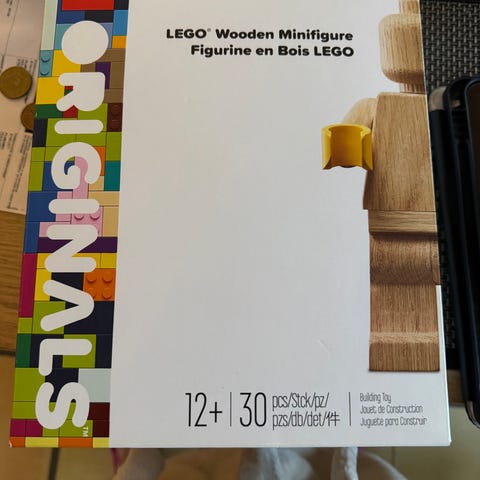 LEGO® Wooden Minifigure
Figurine en Bois LEGO
ORIGINALS™
12+
30 pcs/Stck/pz/
pzs/db/det/件
Building Toy
Jouet de Construction
Juguete para Construir